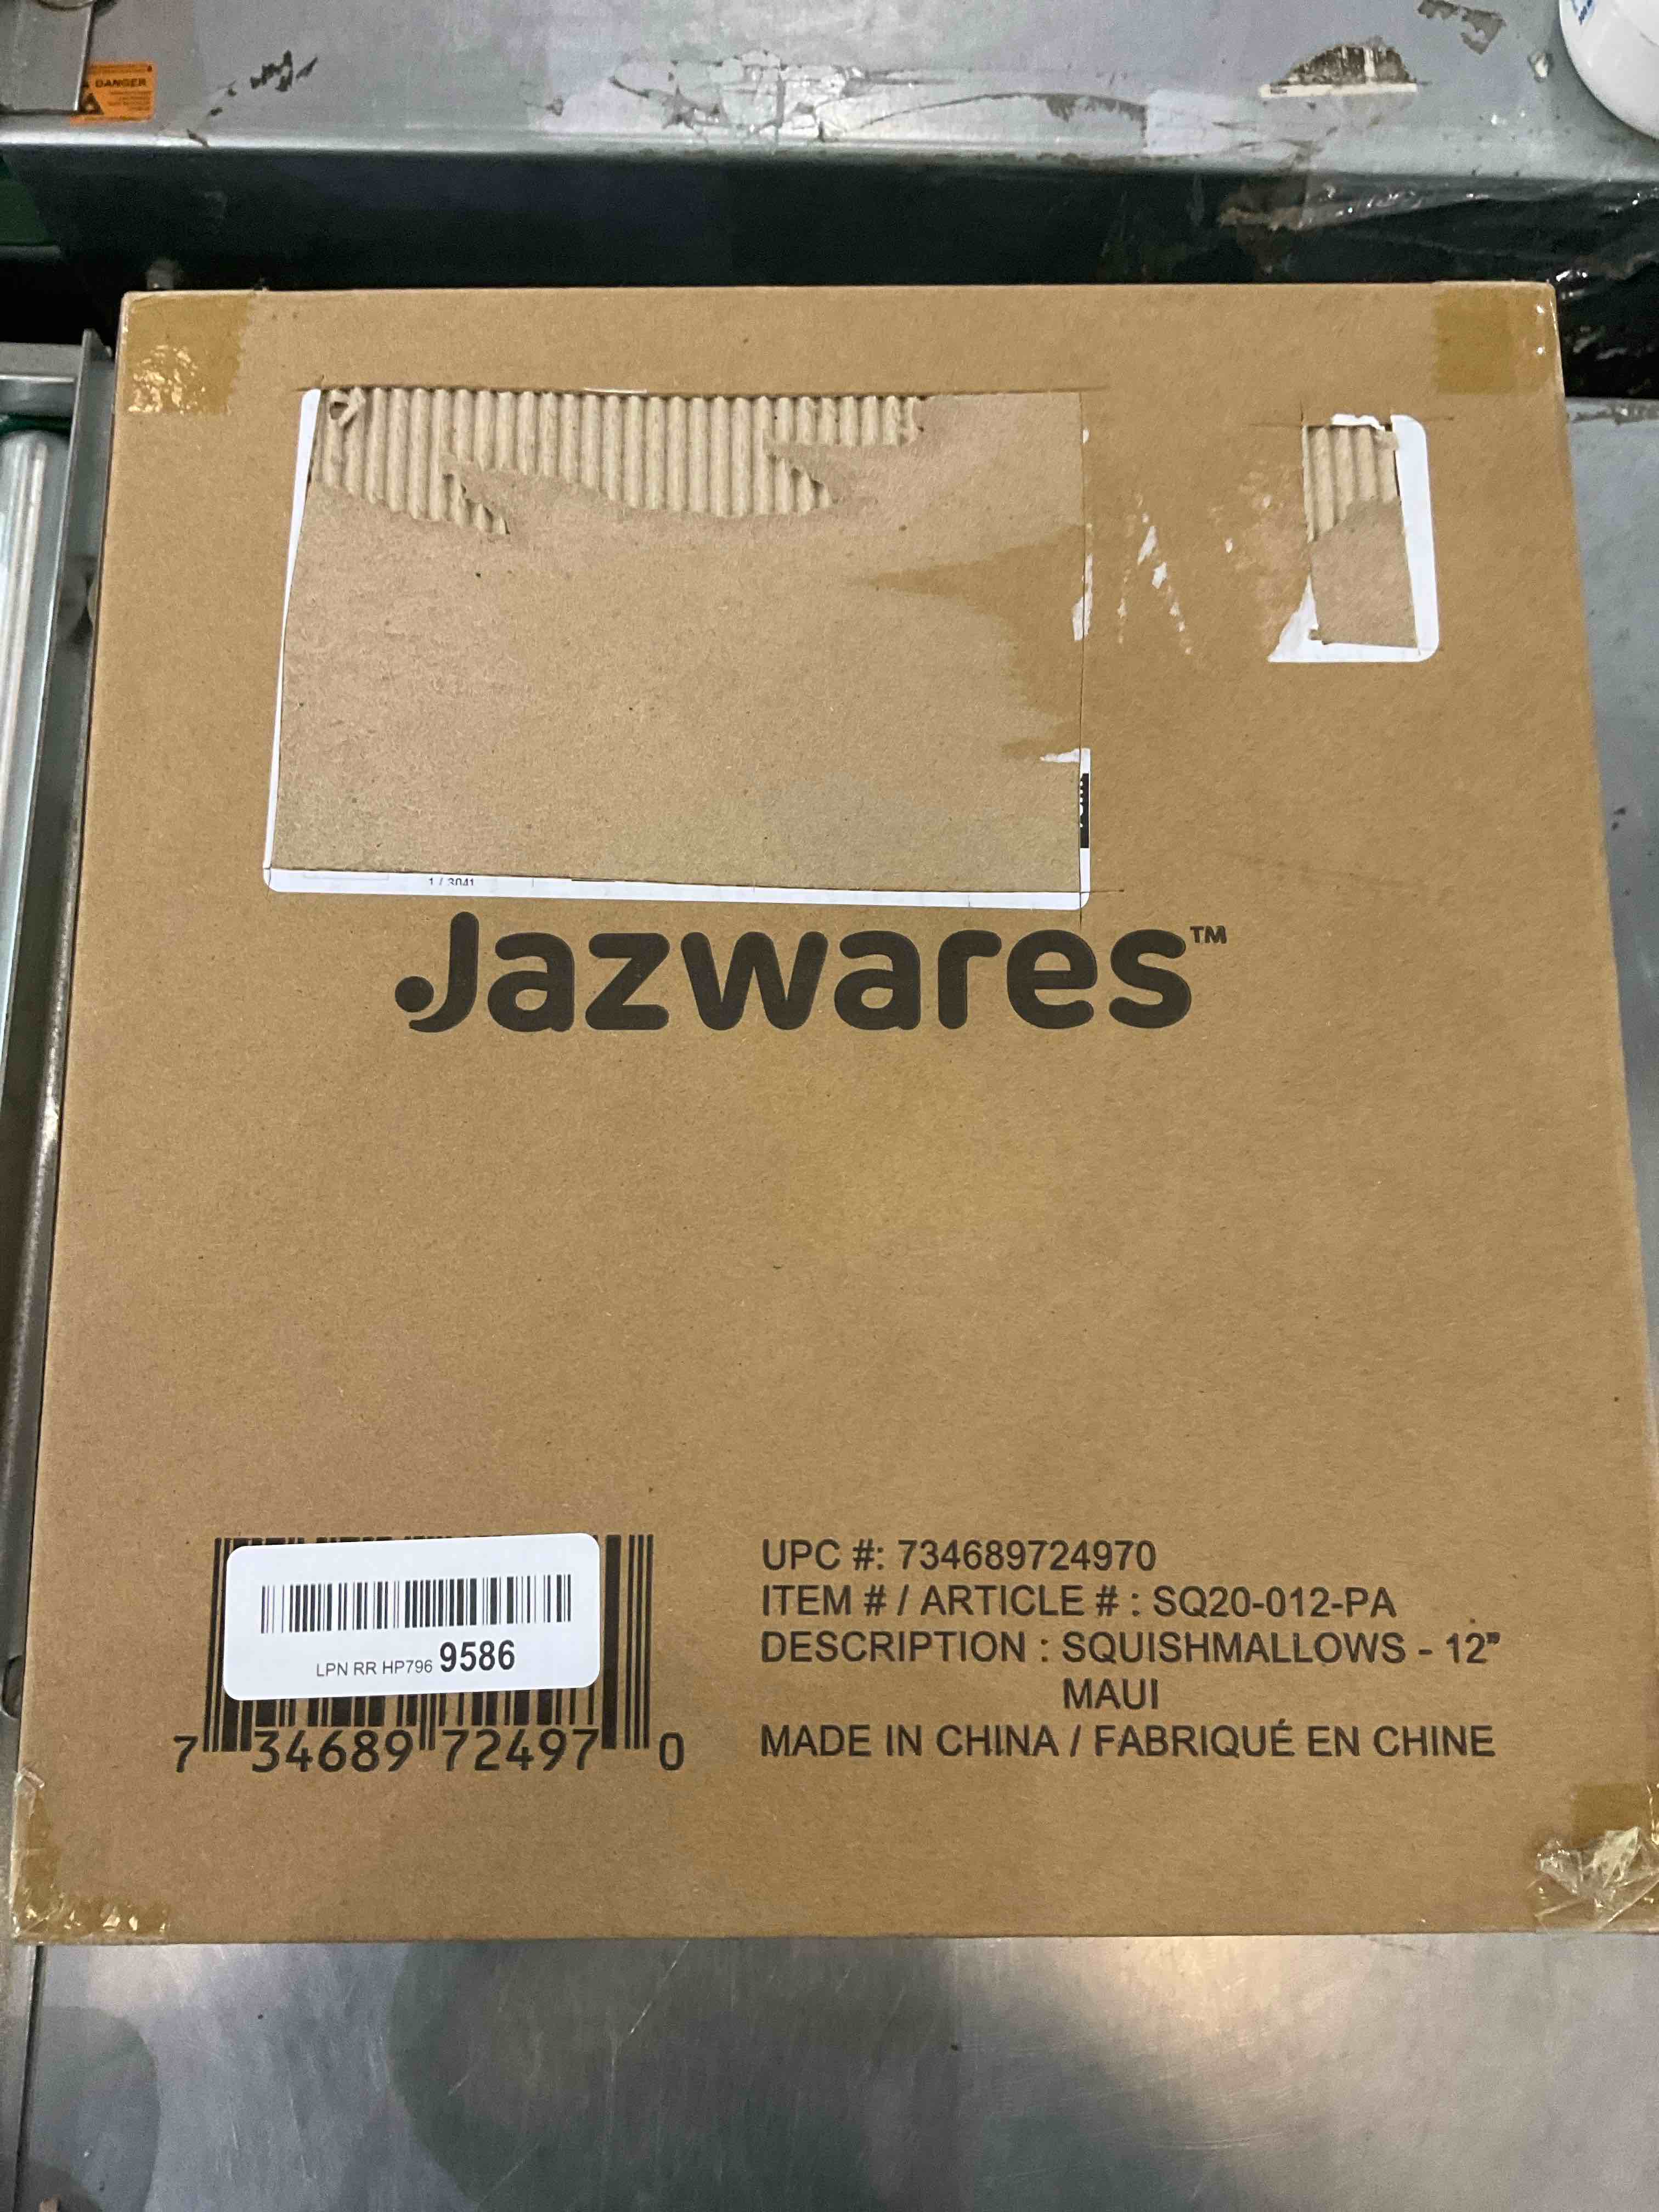 DANGER
1 / 3041
Jazwares™
LPN RR HP796 9586
7 34689 72497 0
UPC #: 734689724970
ITEM # / ARTICLE # : SQ20-012-PA
DESCRIPTION : SQUISHMALLOWS - 12"
MAUI
MADE IN CHINA / FABRIQUÉ EN CHINE